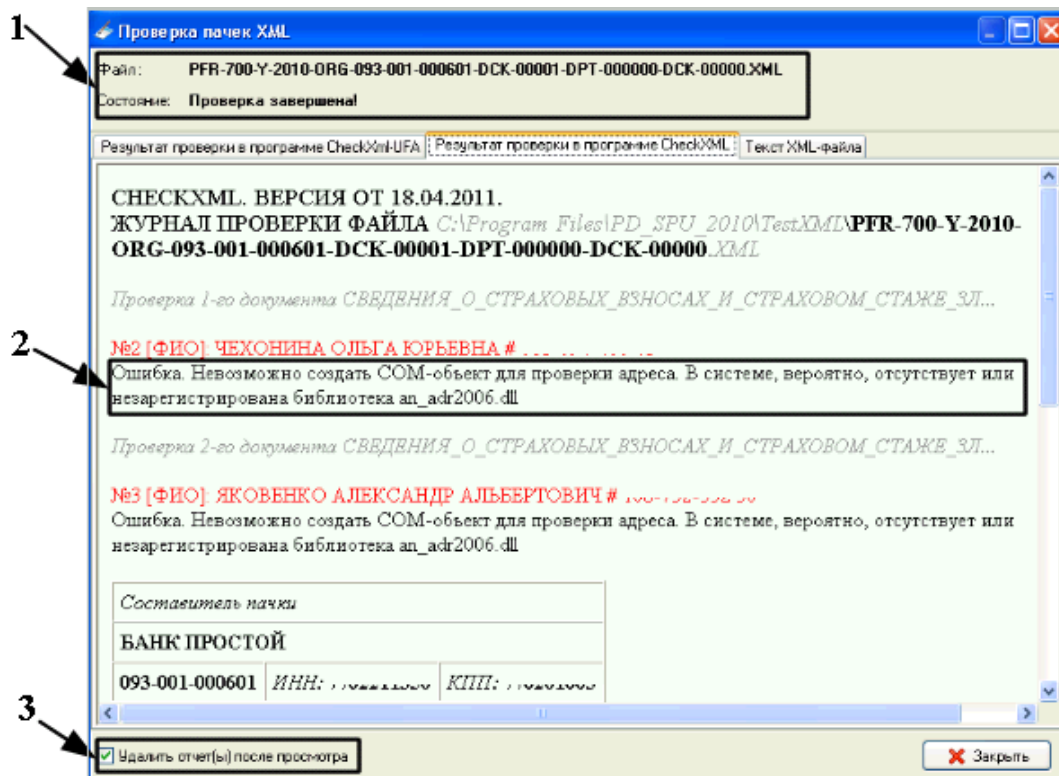 1
Проверка пачек XML
Файл: PFR-700-Y-2010-ORG-093-001-000601-DCK-00001-DPT-000000-DCK-00000.XML
Состояние: Проверка завершена!
Результат проверки в программе CheckXml-UFA Результат проверки в программе CheckXML Текст XML-файла
CHECKXML. ВЕРСИЯ ОТ 18.04.2011.
ЖУРНАЛ ПРОВЕРКИ ФАЙЛА C:\Program Files\PD_SPU_2010\TestXML\PFR-700-Y-2010-
ORG-093-001-000601-DCK-00001-DPT-000000-DCK-00000.XML
Проверка 1-го документа СВЕДЕНИЯ_О_СТРАХОВЫХ_ВЗНОСАХ_И_СТРАХОВОМ_СТАЖЕ_ЗЛ...
2
№2 [ФИО]: ЧЕХОНИНА ОЛЬГА ЮРЬЕВНА #
Ошибка. Невозможно создать COM-объект для проверки адреса. В системе, вероятно, отсутствует или
незарегистрирована библиотека an_adr2006.dll
Проверка 2-го документа СВЕДЕНИЯ_О_СТРАХОВЫХ_ВЗНОСАХ_И_СТРАХОВОМ_СТАЖЕ_ЗЛ...
№3 [ФИО]: ЯКОВЕНКО АЛЕКСАНДР АЛЬБЕРТОВИЧ #
Ошибка. Невозможно создать COM-объект для проверки адреса. В системе, вероятно, отсутствует или
незарегистрирована библиотека an_adr2006.dll
Составитель пачки
БАНК ПРОСТОЙ
093-001-000601 ИНН: КПП:
3
Удалить отчет(ы) после просмотра
Закрыть